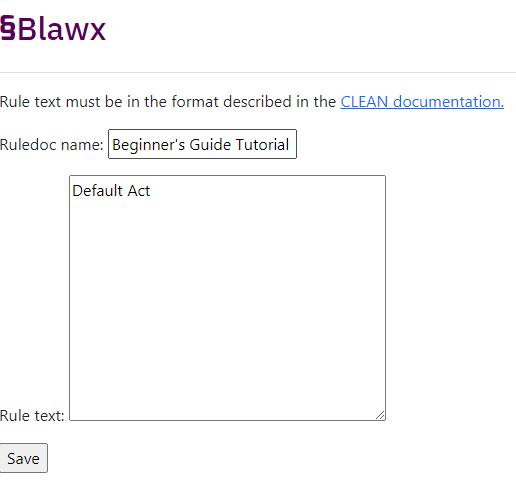 §Blawx
Rule text must be in the format described in the CLEAN documentation.
Ruledoc name: Beginner's Guide Tutorial
Default Act
Rule text:
Save